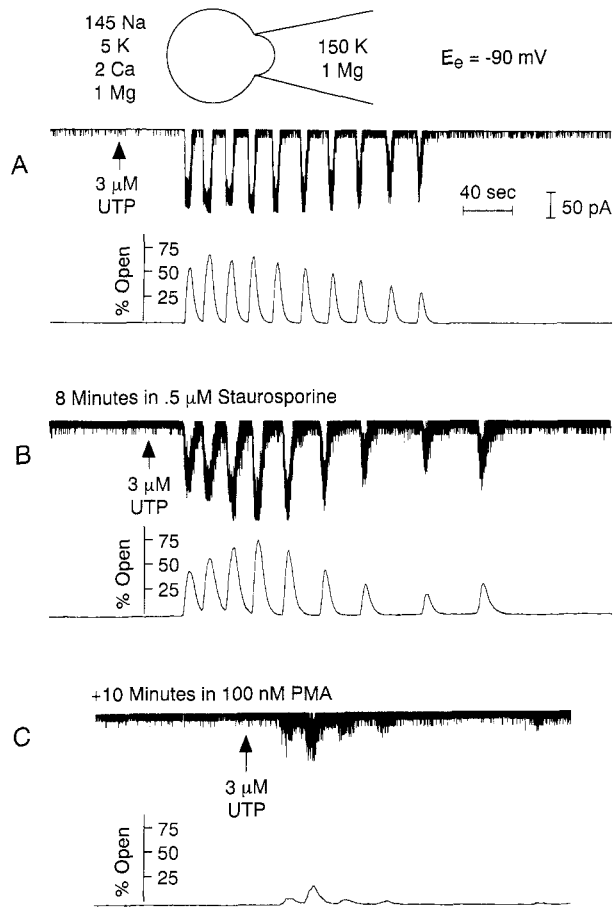 145 Na
5 K
2 Ca
1 Mg
150 K
1 Mg
Ee = -90 mV
A
3 μM
UTP
40 sec
50 pA
% Open
75
50
25
8 Minutes in .5 μM Staurosporine
B
3 μM
UTP
% Open
75
50
25
+10 Minutes in 100 nM PMA
C
3 μM
UTP
% Open
75
50
25